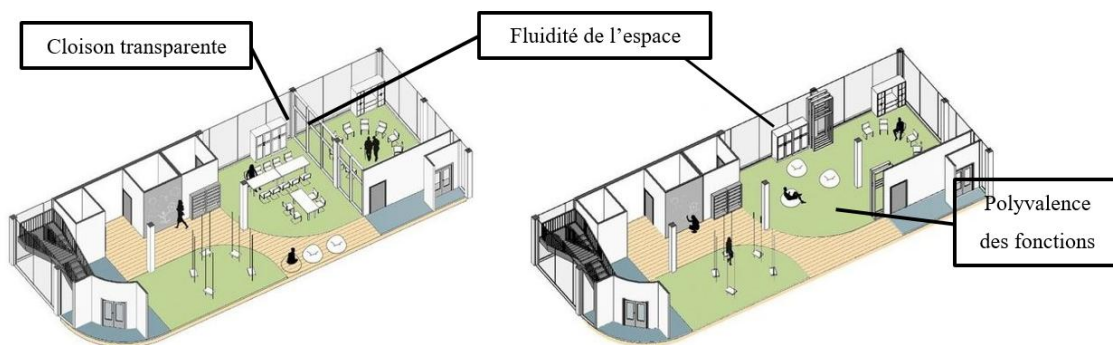 Cloison transparente
Fluidité de l’espace
Polyvalence
des fonctions